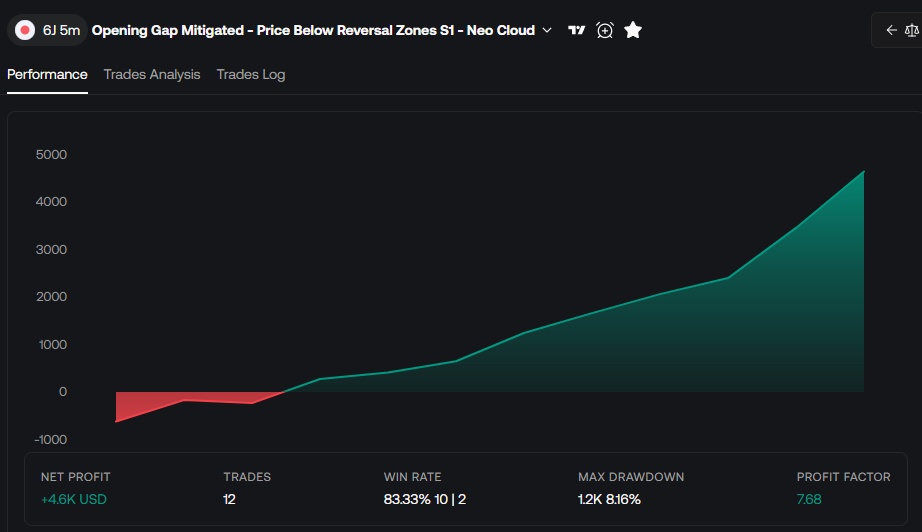 6J 5m Opening Gap Mitigated - Price Below Reversal Zones S1 - Neo Cloud
Performance Trades Analysis Trades Log
5000
4000
3000
2000
1000
0
-1000
NET PROFIT TRADES WIN RATE MAX DRAWDOWN PROFIT FACTOR
+4.6K USD 12 83.33% 10 | 2 1.2K 8.16% 7.68